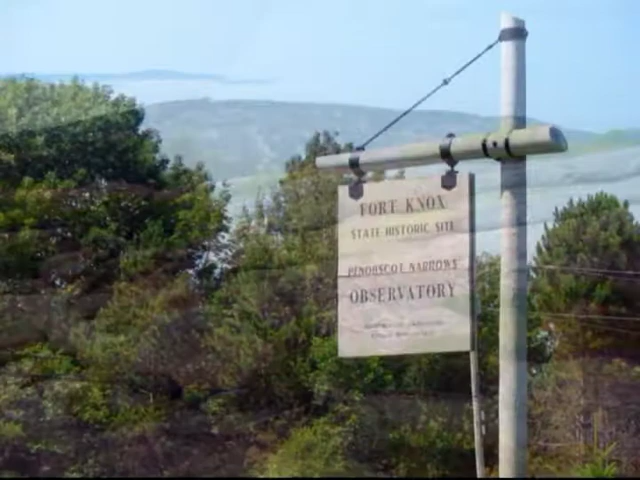 FORT KNOX
STATE HISTORIC SITE
PENOBSCOT NARROWS
OBSERVATORY